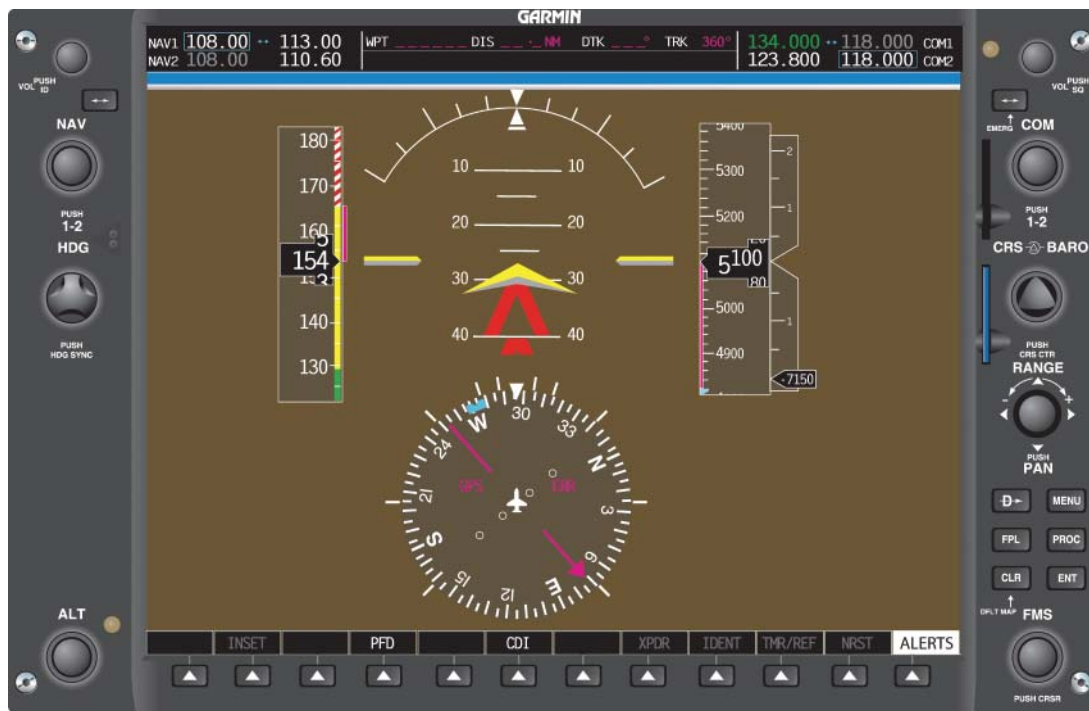 GARMIN
NAV1 108.00 ↔ 113.00 WPT _ _ _ _ _ _ DIS _ _ . _ NM DTK _ _ _ ° TRK 360° 134.000 ↔ 118.000 COM1
NAV2 108.00 110.60 123.800 118.000 COM2
VOL PUSH ID
VOL PUSH SQ
NAV
EMERG COM
PUSH 1-2
PUSH 1-2
HDG
CRS BARO
PUSH HDG SYNC
PUSH CRS CTR
RANGE
- +
PUSH PAN
D MENU
FPL PROC
CLR ENT
DFLT MAP FMS
PUSH CRSR
ALT
180
170
160
154
140
130
10 10
20 20
30 30
40 40
5400
5300
5200
5100
80
5000
4900
2
1
1
-7150
30
33
N
3
6
E
12
15
S
21
24
W
GPS
INSET PFD CDI XPDR IDENT TMR/REF NRST ALERTS